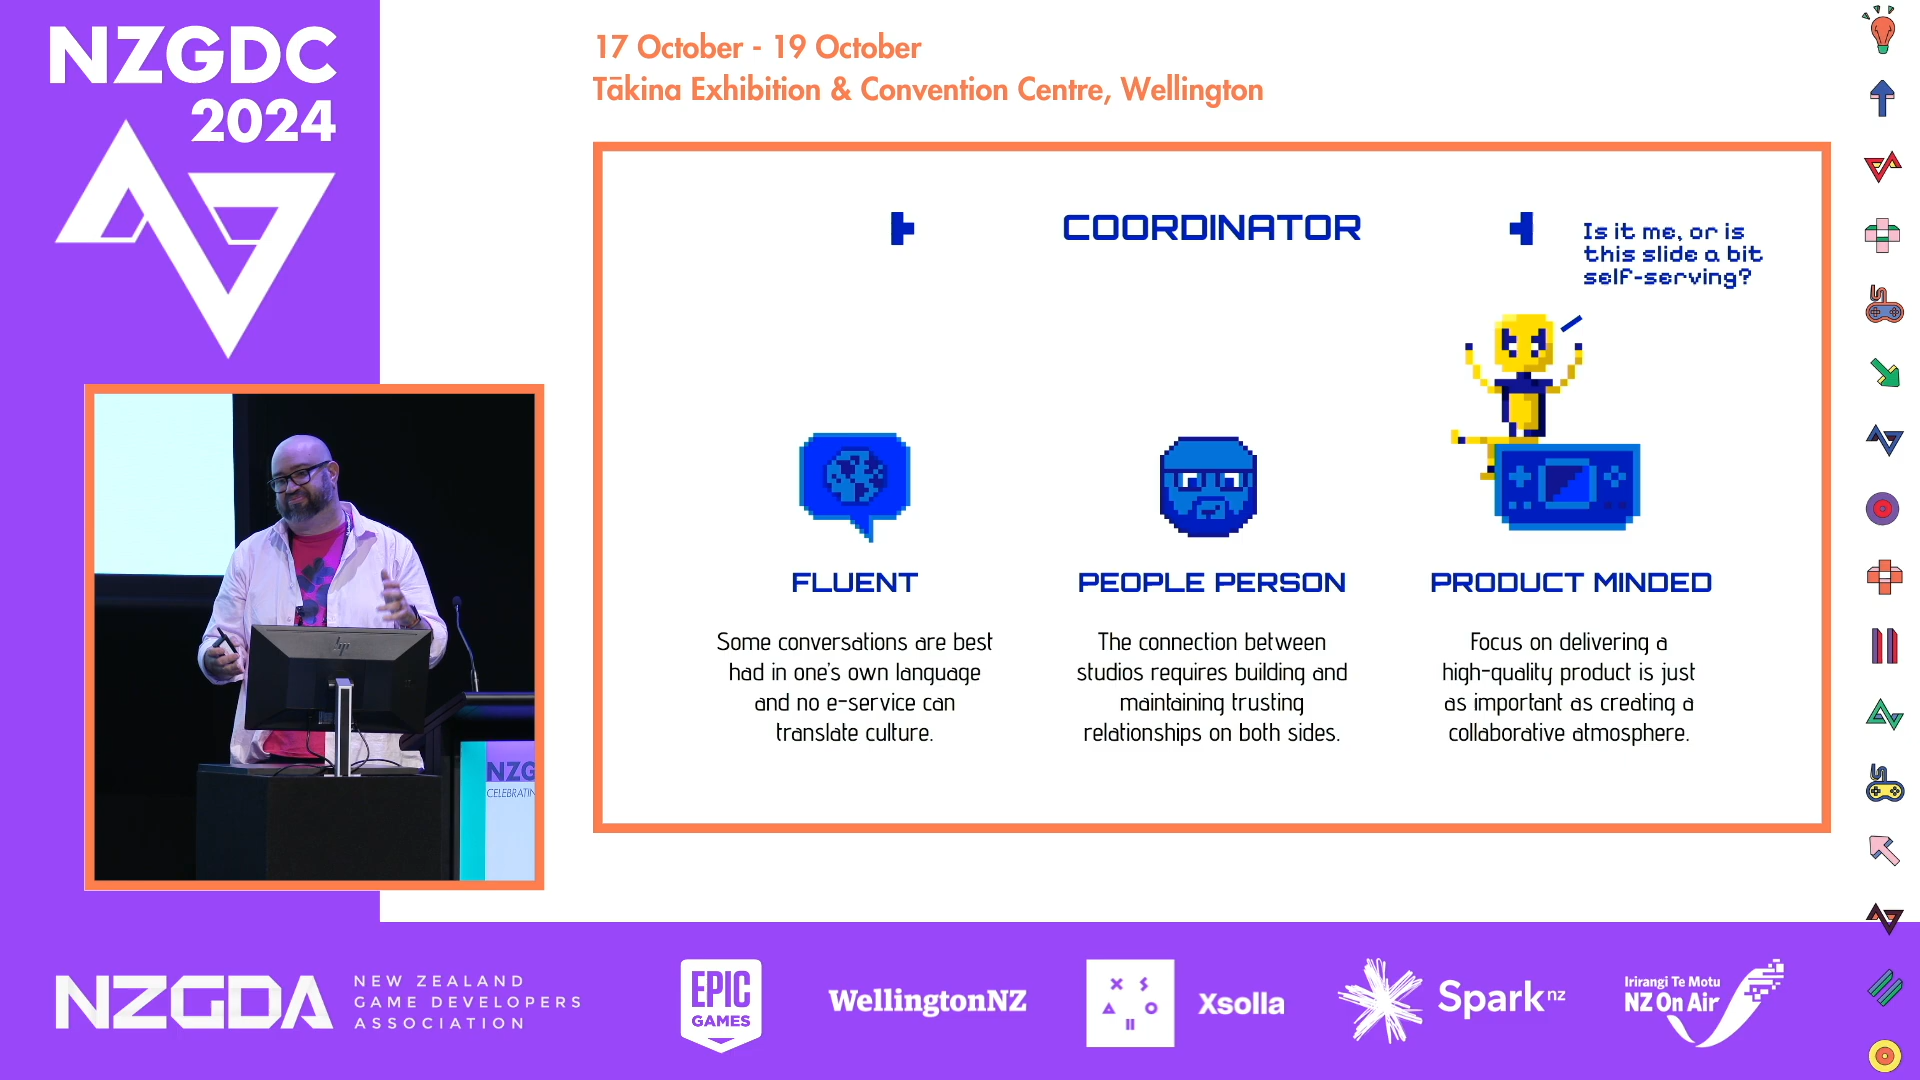 NZGDC
2024
17 October - 19 October
Tākina Exhibition & Convention Centre, Wellington
COORDINATOR
Is it me, or is
this slide a bit
self-serving?
FLUENT
Some conversations are best
had in one's own language
and no e-service can
translate culture.
PEOPLE PERSON
The connection between
studios requires building and
maintaining trusting
relationships on both sides.
PRODUCT MINDED
Focus on delivering a
high-quality product is just
as important as creating a
collaborative atmosphere.
hp
NZG
CELEBRATIN
NZGDA
NEW ZEALAND
GAME DEVELOPERS
ASSOCIATION
EPIC
GAMES
WellingtonNZ
Xsolla
Spark nz
Irirangi Te Motu
NZ On Air